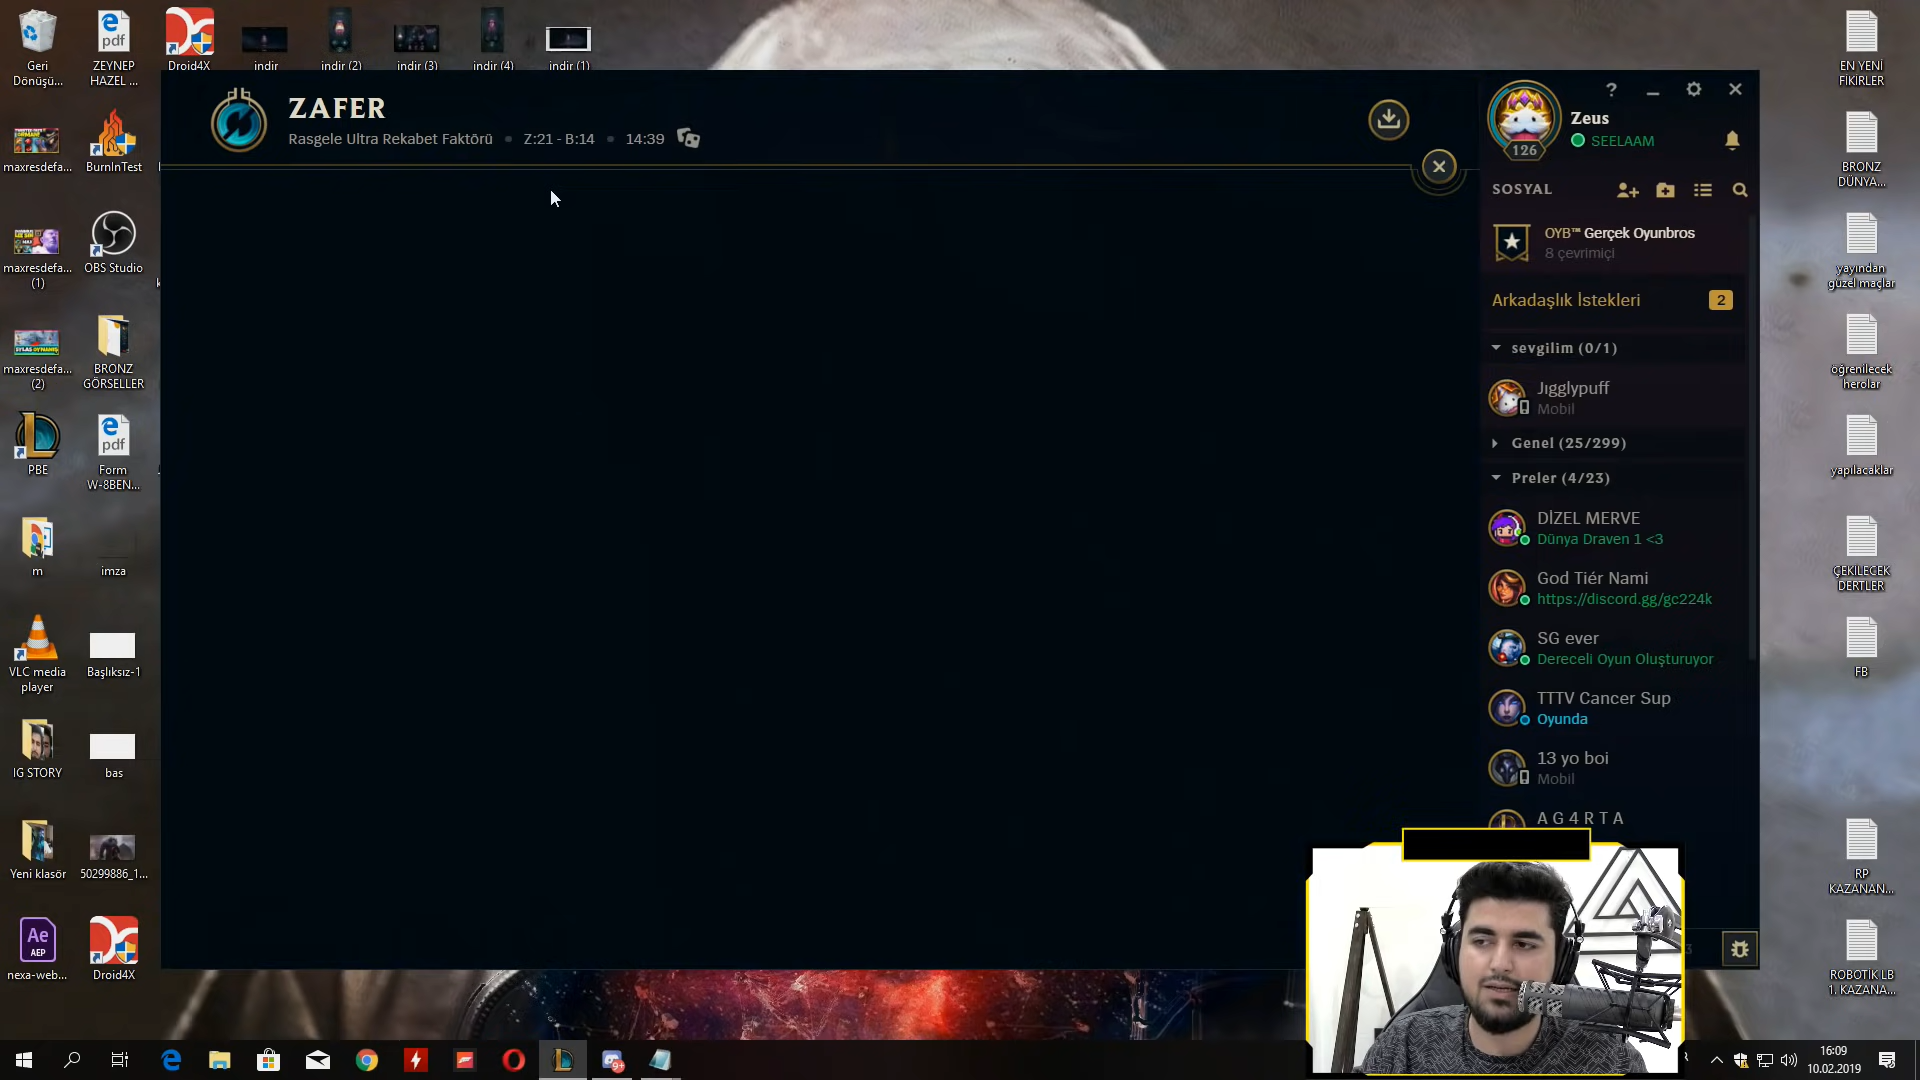 Geri
Dönüşü...
ZEYNEP
HAZEL ...
Droid4X
indir
indir (2)
indir (3)
indir (4)
indir (1)
maxresdefa...
BurnInTest
maxresdefa...
(1)
OBS Studio
maxresdefa...
(2)
BRONZ
GÖRSELLER
PBE
Form
W-8BEN...
m
imza
VLC media
player
Başlıksız-1
IG STORY
bas
Yeni klasör
50299886_1...
Ae
AEP
nexa-web...
Droid4X
ZAFER
Rasgele Ultra Rekabet Faktörü • Z:21 - B:14 • 14:39
126
Zeus
SEELAAM
SOSYAL
OYB™ Gerçek Oyunbros
8 çevrimiçi
Arkadaşlık İstekleri 2
sevgilim (0/1)
Jıgglypuff
Mobil
Genel (25/299)
Preler (4/23)
DİZEL MERVE
Dünya Draven 1 <3
God Tiér Nami
https://discord.gg/gc224k
SG ever
Dereceli Oyun Oluşturuyor
TTTV Cancer Sup
Oyunda
13 yo boi
Mobil
A G 4 R T A
EN YENİ
FİKİRLER
BRONZ
DÜNYA...
yayından
güzel maçlar
öğrenilecek
herolar
yapılacaklar
ÇEKİLECEK
DERTLER
FB
RP
KAZANAN...
ROBOTİK LB
1. KAZANA...
16:09
10.02.2019